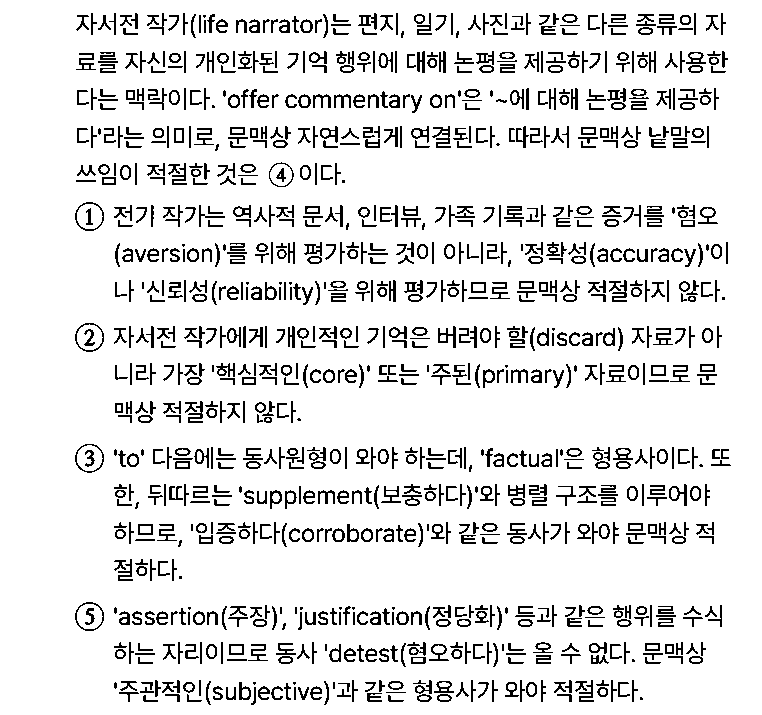 자서전 작가(life narrator)는 편지, 일기, 사진과 같은 다른 종류의 자
료를 자신의 개인화된 기억 행위에 대해 논평을 제공하기 위해 사용한
다는 맥락이다. 'offer commentary on'은 '~에 대해 논평을 제공하
다'라는 의미로, 문맥상 자연스럽게 연결된다. 따라서 문맥상 낱말의
쓰임이 적절한 것은 ④이다.
① 전기 작가는 역사적 문서, 인터뷰, 가족 기록과 같은 증거를 '혐오
(aversion)'를 위해 평가하는 것이 아니라, '정확성(accuracy)'이
나 '신뢰성(reliability)'을 위해 평가하므로 문맥상 적절하지 않다.
② 자서전 작가에게 개인적인 기억은 버려야 할(discard) 자료가 아
니라 가장 '핵심적인(core)' 또는 '주된(primary)' 자료이므로 문
맥상 적절하지 않다.
③ 'to' 다음에는 동사원형이 와야 하는데, 'factual'은 형용사이다. 또
한, 뒤따르는 'supplement(보충하다)'와 병렬 구조를 이루어야
하므로, '입증하다(corroborate)'와 같은 동사가 와야 문맥상 적
절하다.
⑤ 'assertion(주장)', 'justification(정당화)' 등과 같은 행위를 수식
하는 자리이므로 동사 'detest(혐오하다)'는 올 수 없다. 문맥상
'주관적인(subjective)'과 같은 형용사가 와야 적절하다.